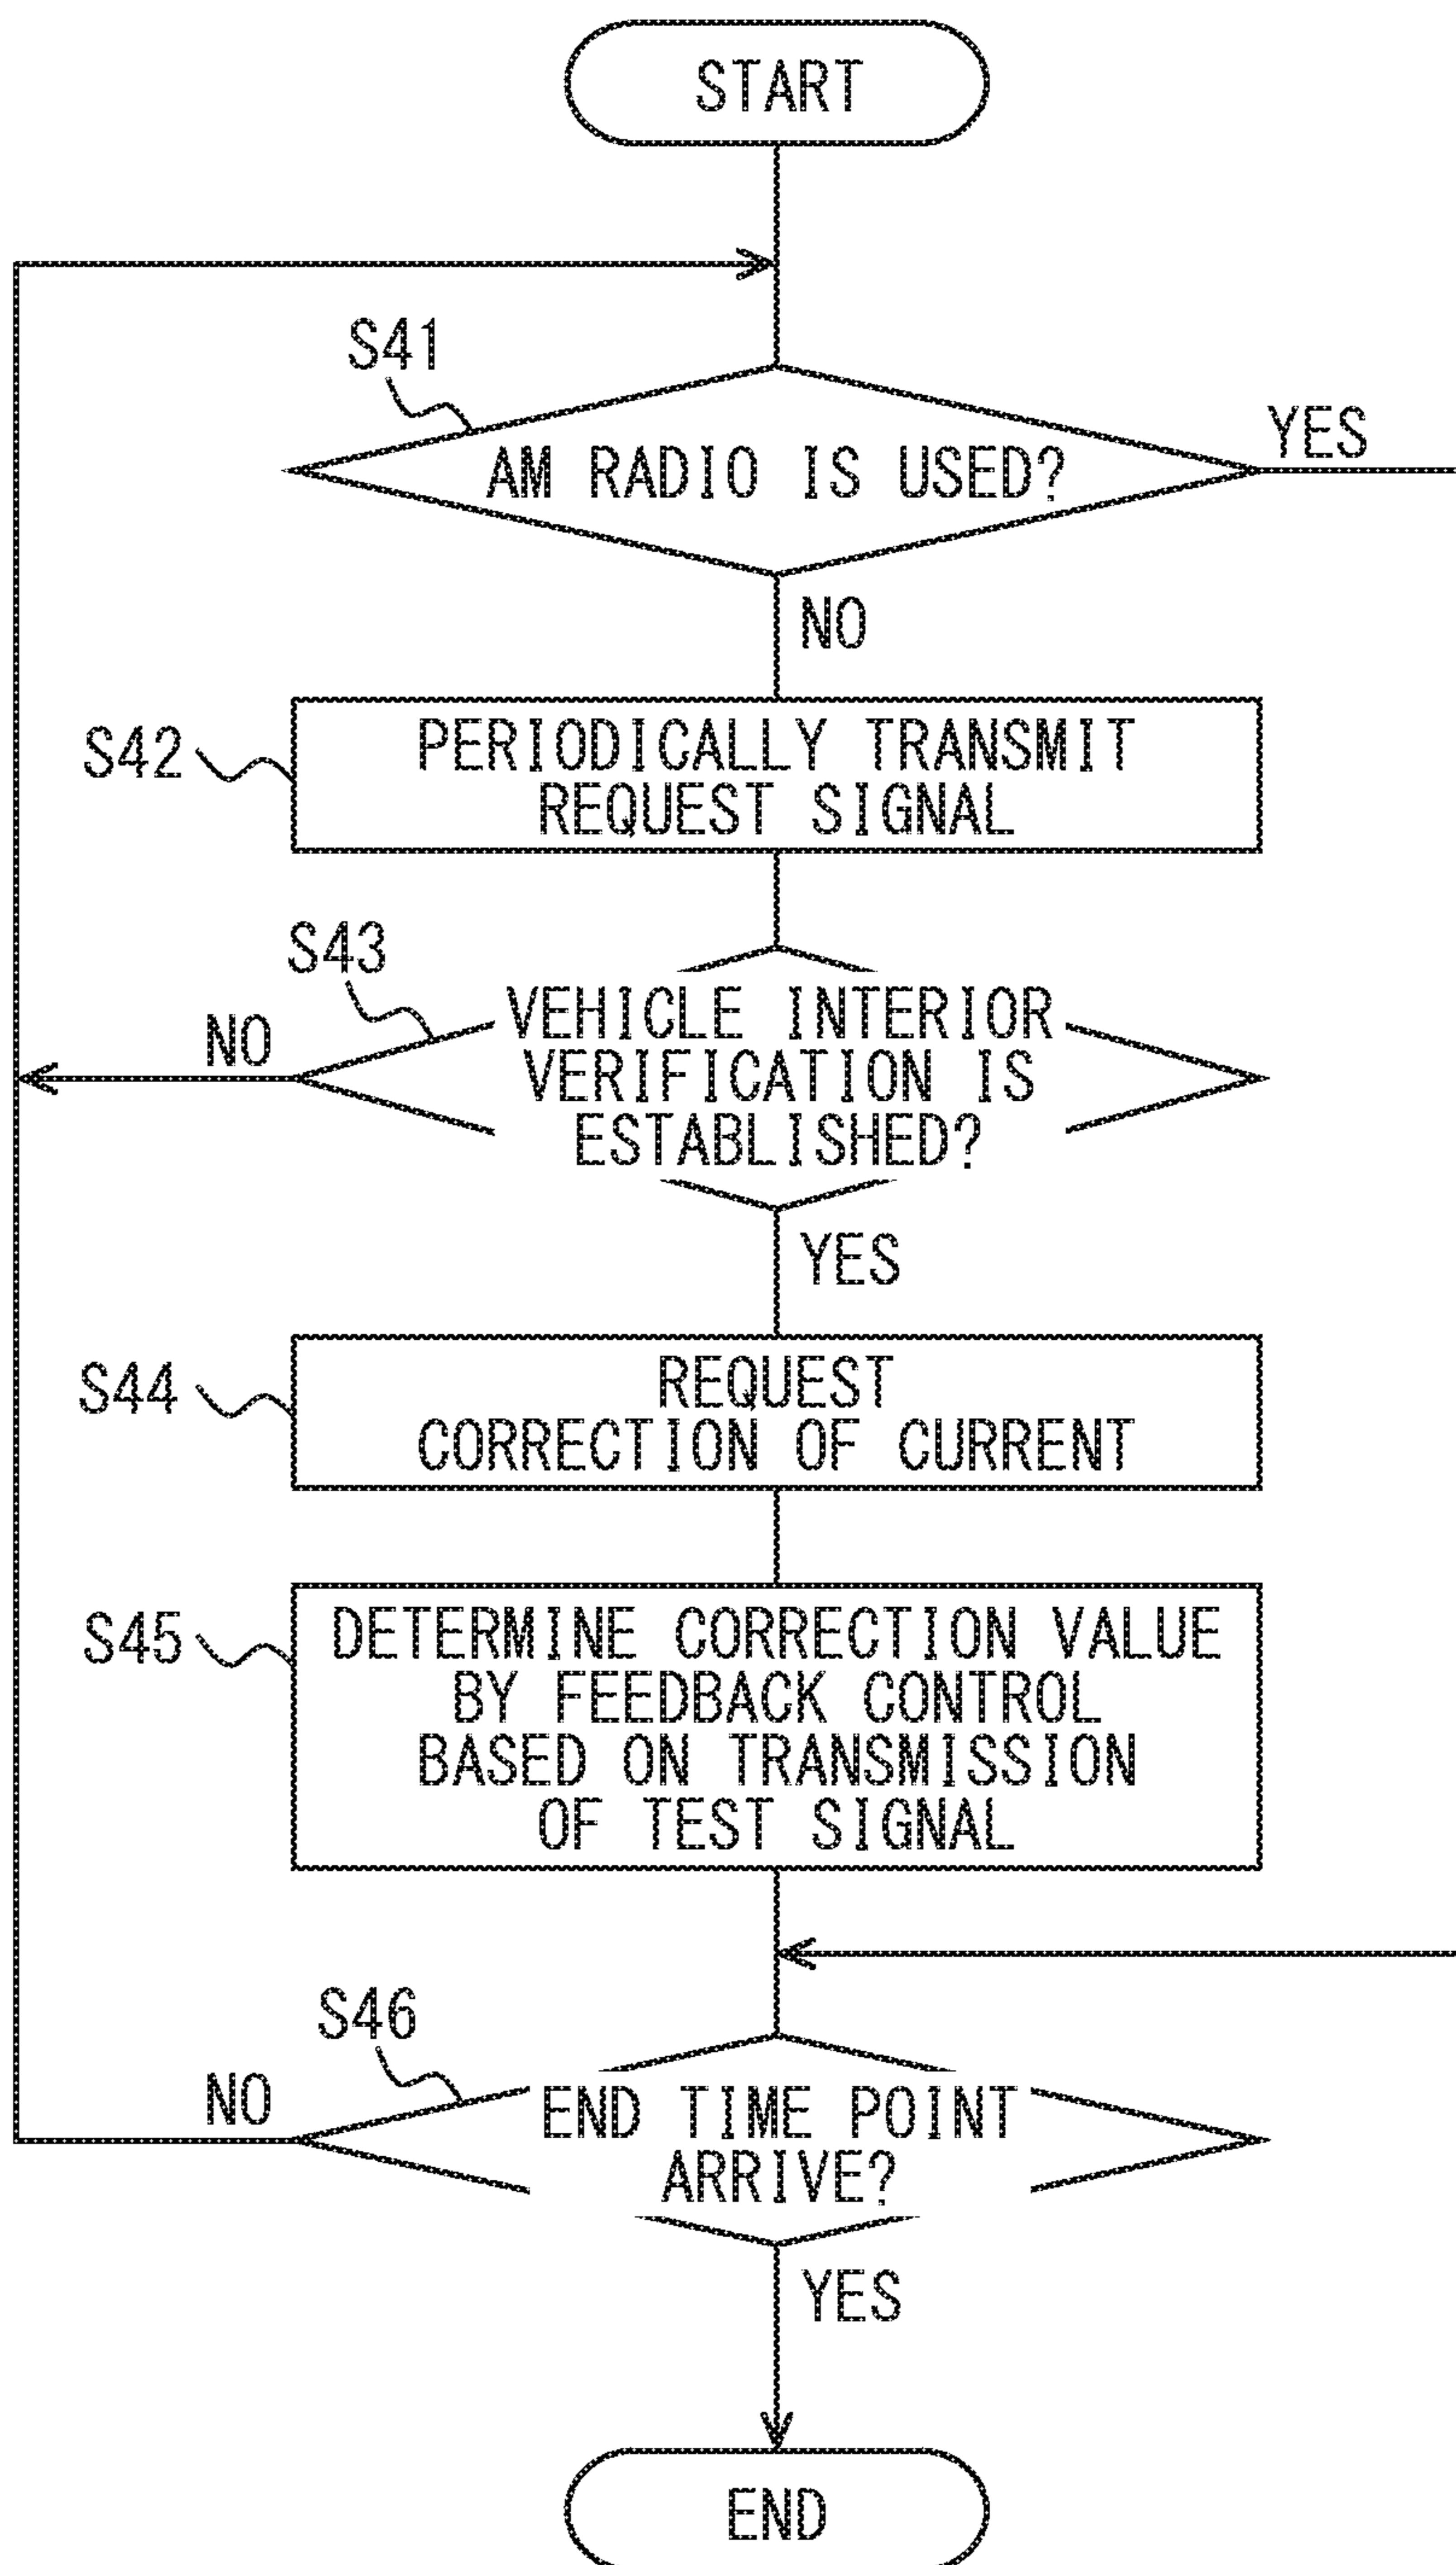 START
S41
AM RADIO IS USED?
YES
NO
S42
PERIODICALLY TRANSMIT
REQUEST SIGNAL
S43
NO
VEHICLE INTERIOR
VERIFICATION IS
ESTABLISHED?
YES
S44
REQUEST
CORRECTION OF CURRENT
S45
DETERMINE CORRECTION VALUE
BY FEEDBACK CONTROL
BASED ON TRANSMISSION
OF TEST SIGNAL
S46
NO
END TIME POINT
ARRIVE?
YES
END